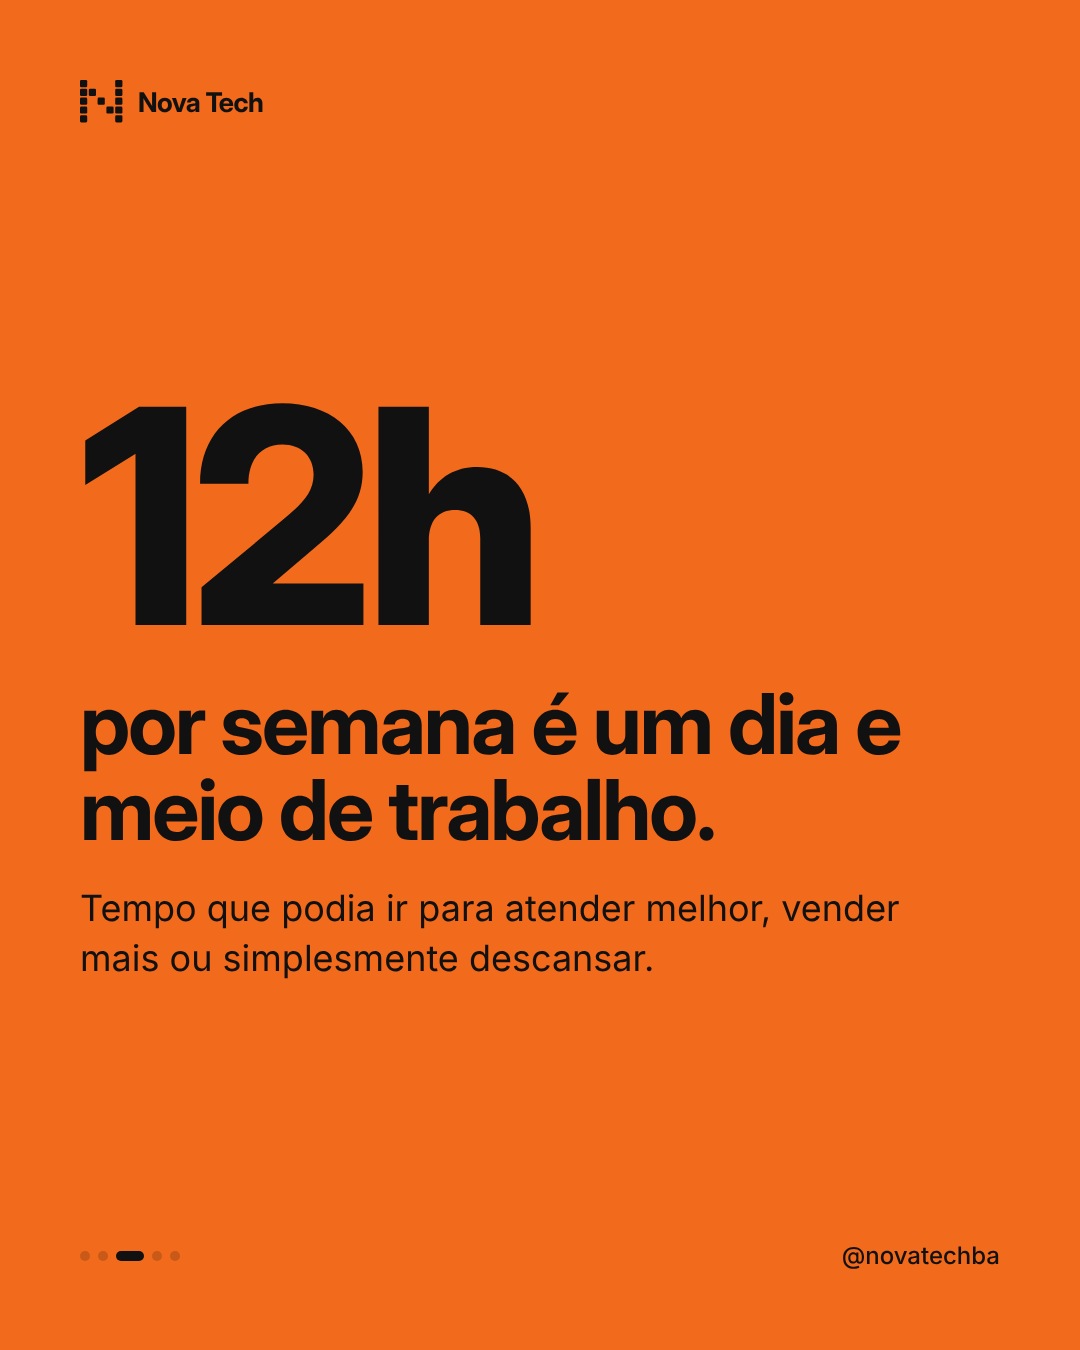 Nova Tech
12h
por semana é um dia e
meio de trabalho.
Tempo que podia ir para atender melhor, vender
mais ou simplesmente descansar.
@novatechba